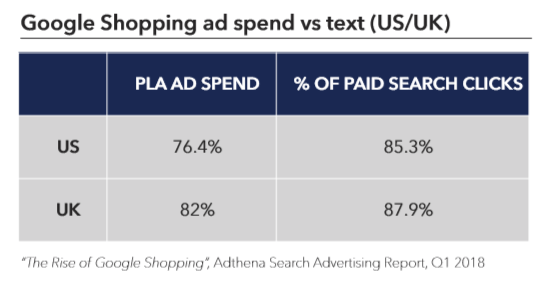 Google Shopping ad spend vs text (US/UK)
PLA AD SPEND % OF PAID SEARCH CLICKS
US 76.4% 85.3%
UK 82% 87.9%
“The Rise of Google Shopping”, Adthena Search Advertising Report, Q1 2018